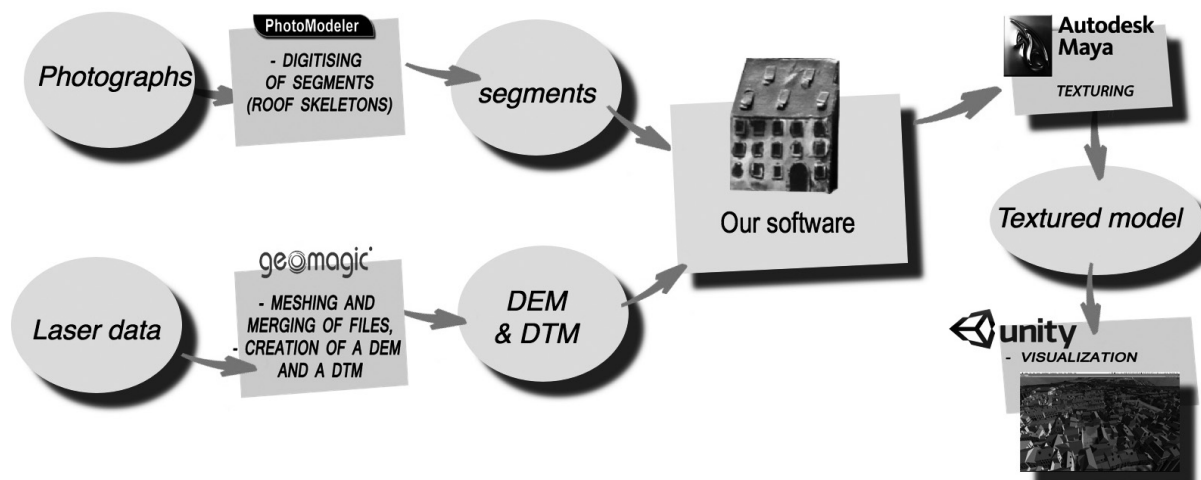 Photographs
PhotoModeler
- DIGITISING
OF SEGMENTS
(ROOF SKELETONS)
segments
Our software
Autodesk
Maya
TEXTURING
Textured model
Laser data
geomagic
- MESHING AND
MERGING OF FILES,
- CREATION OF A DEM
AND A DTM
DEM
& DTM
unity
- VISUALIZATION